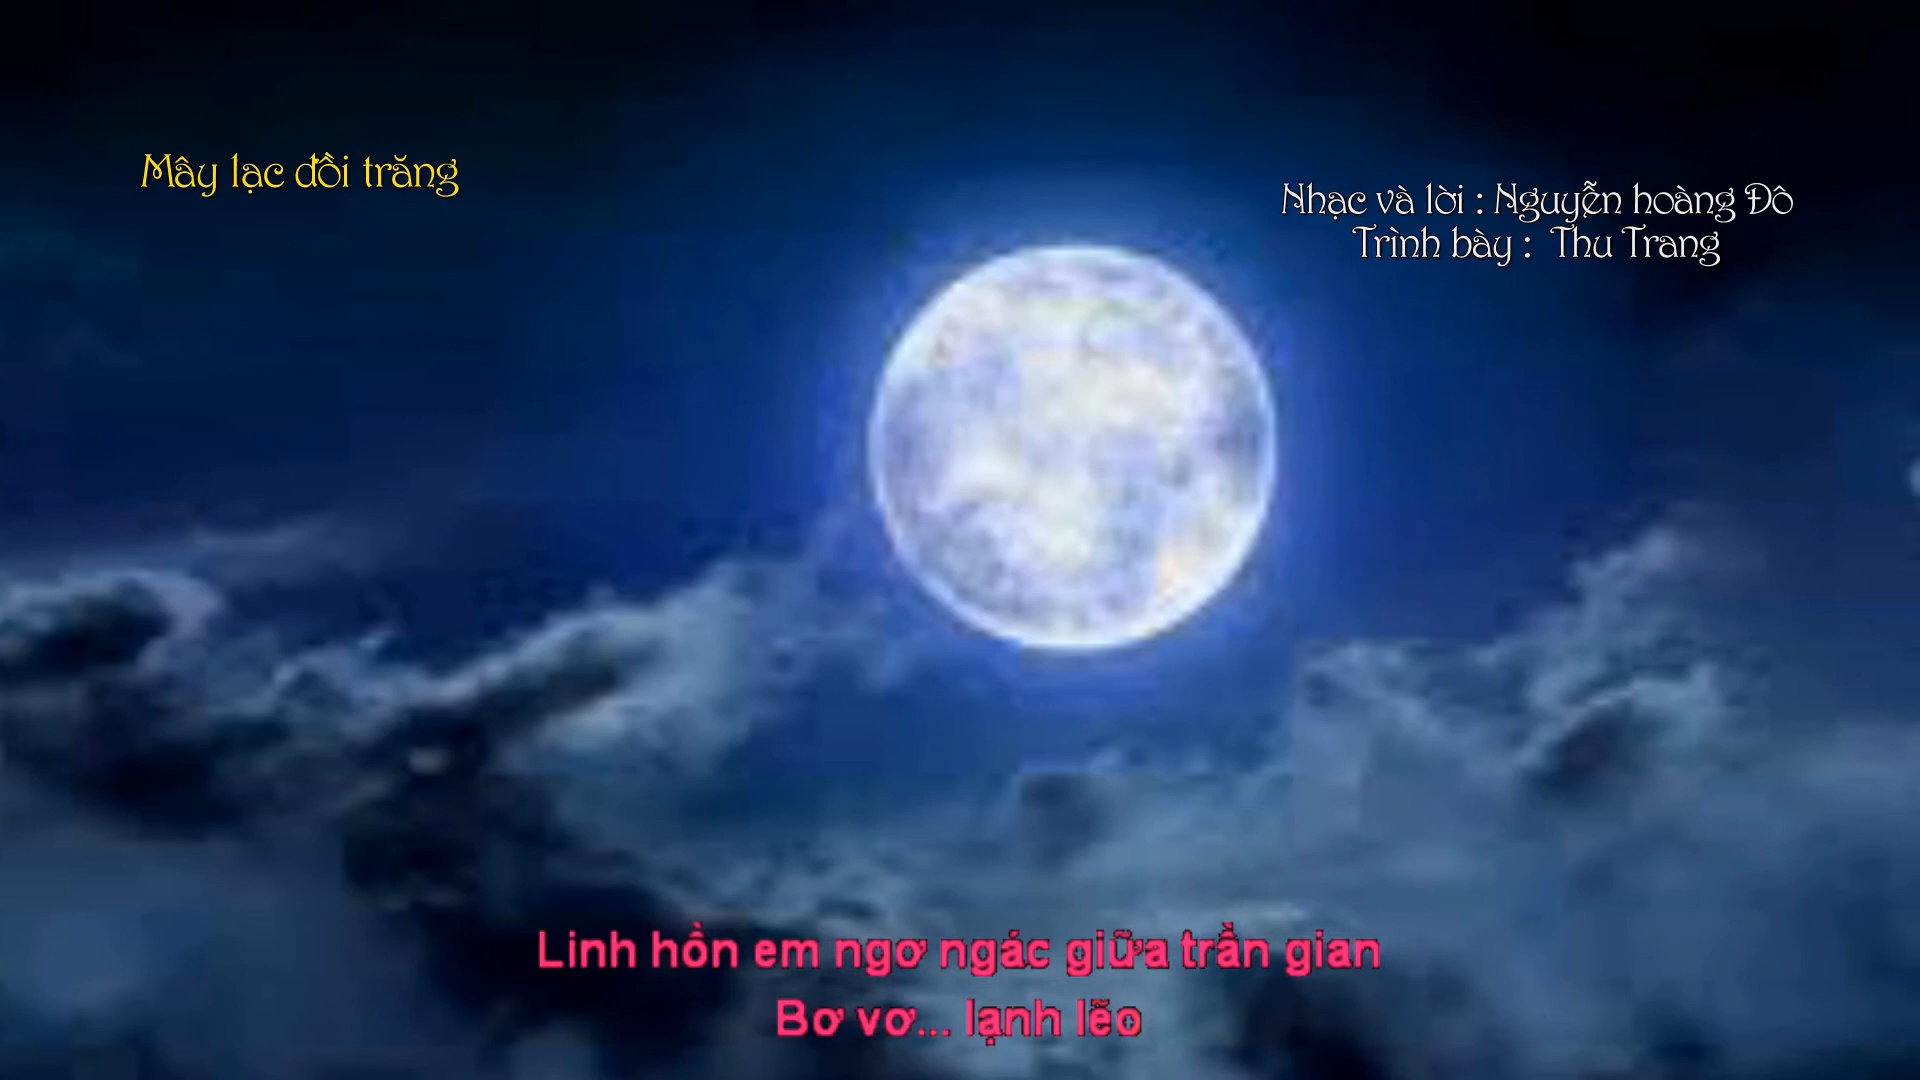 Mây lạc đồi trăng
Nhạc và lời : Nguyễn hoàng Đô
Trình bày : Thu Trang
Linh hồn em ngơ ngác giữa trần gian
Bơ vơ... lạnh lẽo